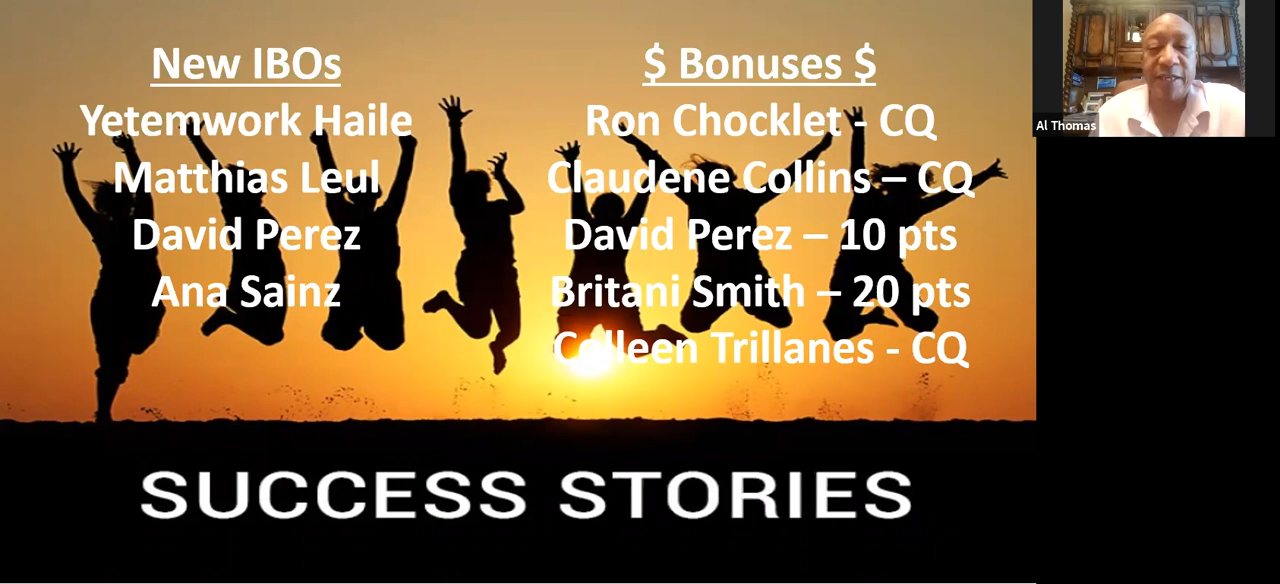 New IBOs
Yetemwork Haile
Matthias Leul
David Perez
Ana Sainz
$ Bonuses $
Ron Chocklet - CQ
Claudene Collins – CQ
David Perez – 10 pts
Britani Smith – 20 pts
Colleen Trillanes - CQ
SUCCESS STORIES
Al Thomas